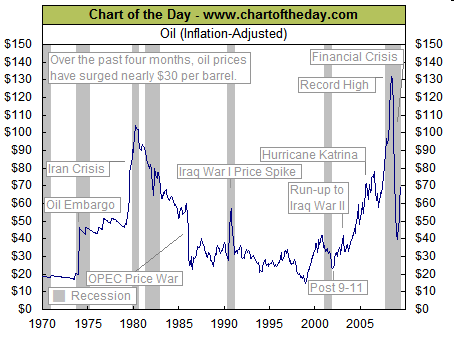 Chart of the Day - www.chartoftheday.com
Oil (Inflation-Adjusted)
Over the past four months, oil prices
have surged nearly $30 per barrel.
Financial Crisis
Record High
Iran Crisis
Iraq War I Price Spike
Hurricane Katrina
Oil Embargo
Run-up to
Iraq War II
OPEC Price War
Post 9-11
Recession
$150 $150
$140 $140
$130 $130
$120 $120
$110 $110
$100 $100
$90 $90
$80 $80
$70 $70
$60 $60
$50 $50
$40 $40
$30 $30
$20 $20
$10 $10
$0 $0
1970 1975 1980 1985 1990 1995 2000 2005